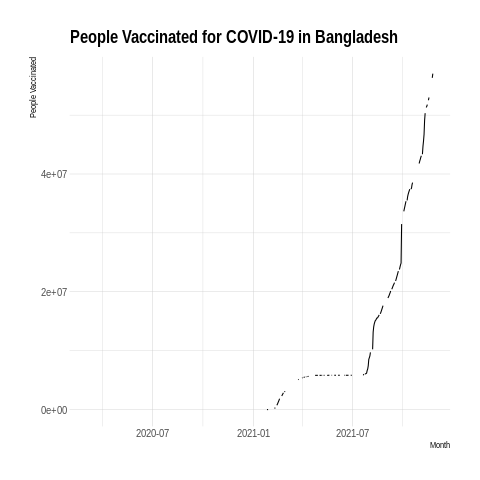 People Vaccinated for COVID-19 in Bangladesh
People Vaccinated
4e+07
2e+07
0e+00
2020-07 2021-01 2021-07
Month